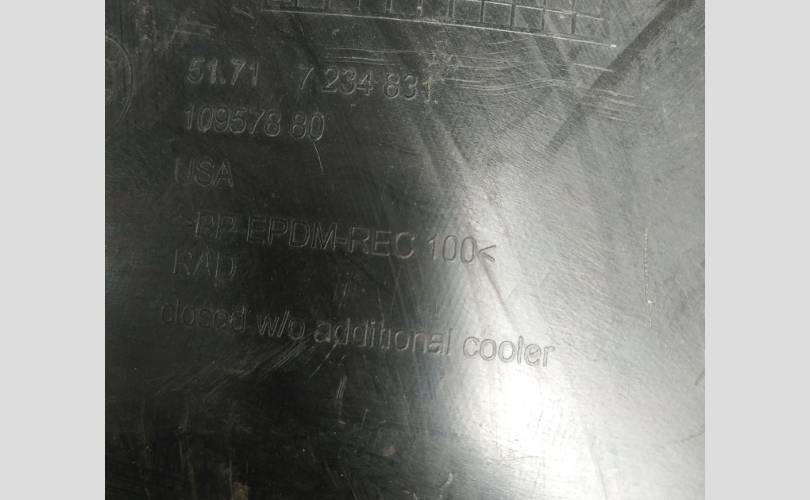 51.71 7 234 831
109578 80
USA
>PP-EPDM-REC 100<
RAD
closed w/o additional cooler